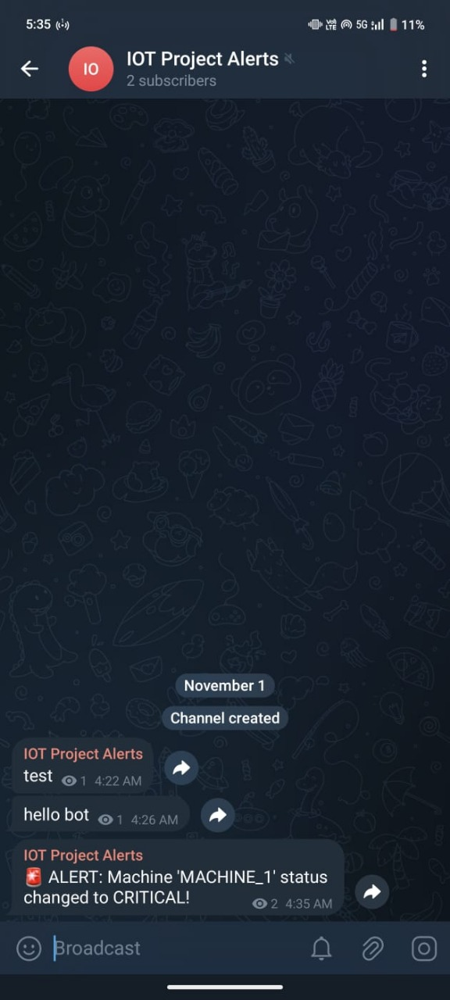 5:35
Vo) LTE 5G 11%
IO
IOT Project Alerts
2 subscribers
November 1
Channel created
IOT Project Alerts
test 1 4:22 AM
hello bot 1 4:26 AM
IOT Project Alerts
🚨 ALERT: Machine 'MACHINE_1' status
changed to CRITICAL!
2 4:35 AM
Broadcast